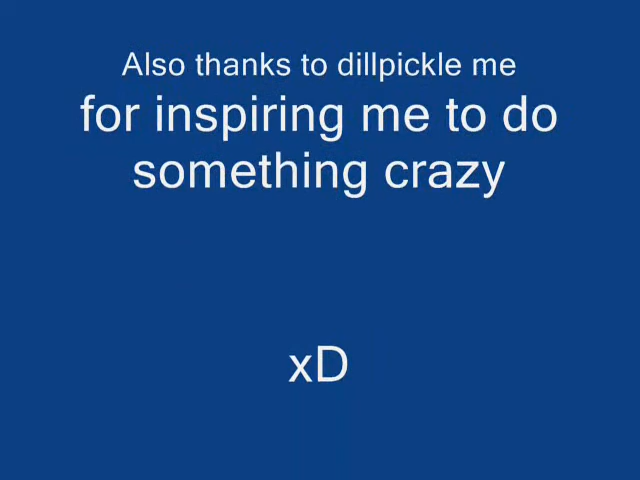 Also thanks to dillpickle me
for inspiring me to do
something crazy
xD